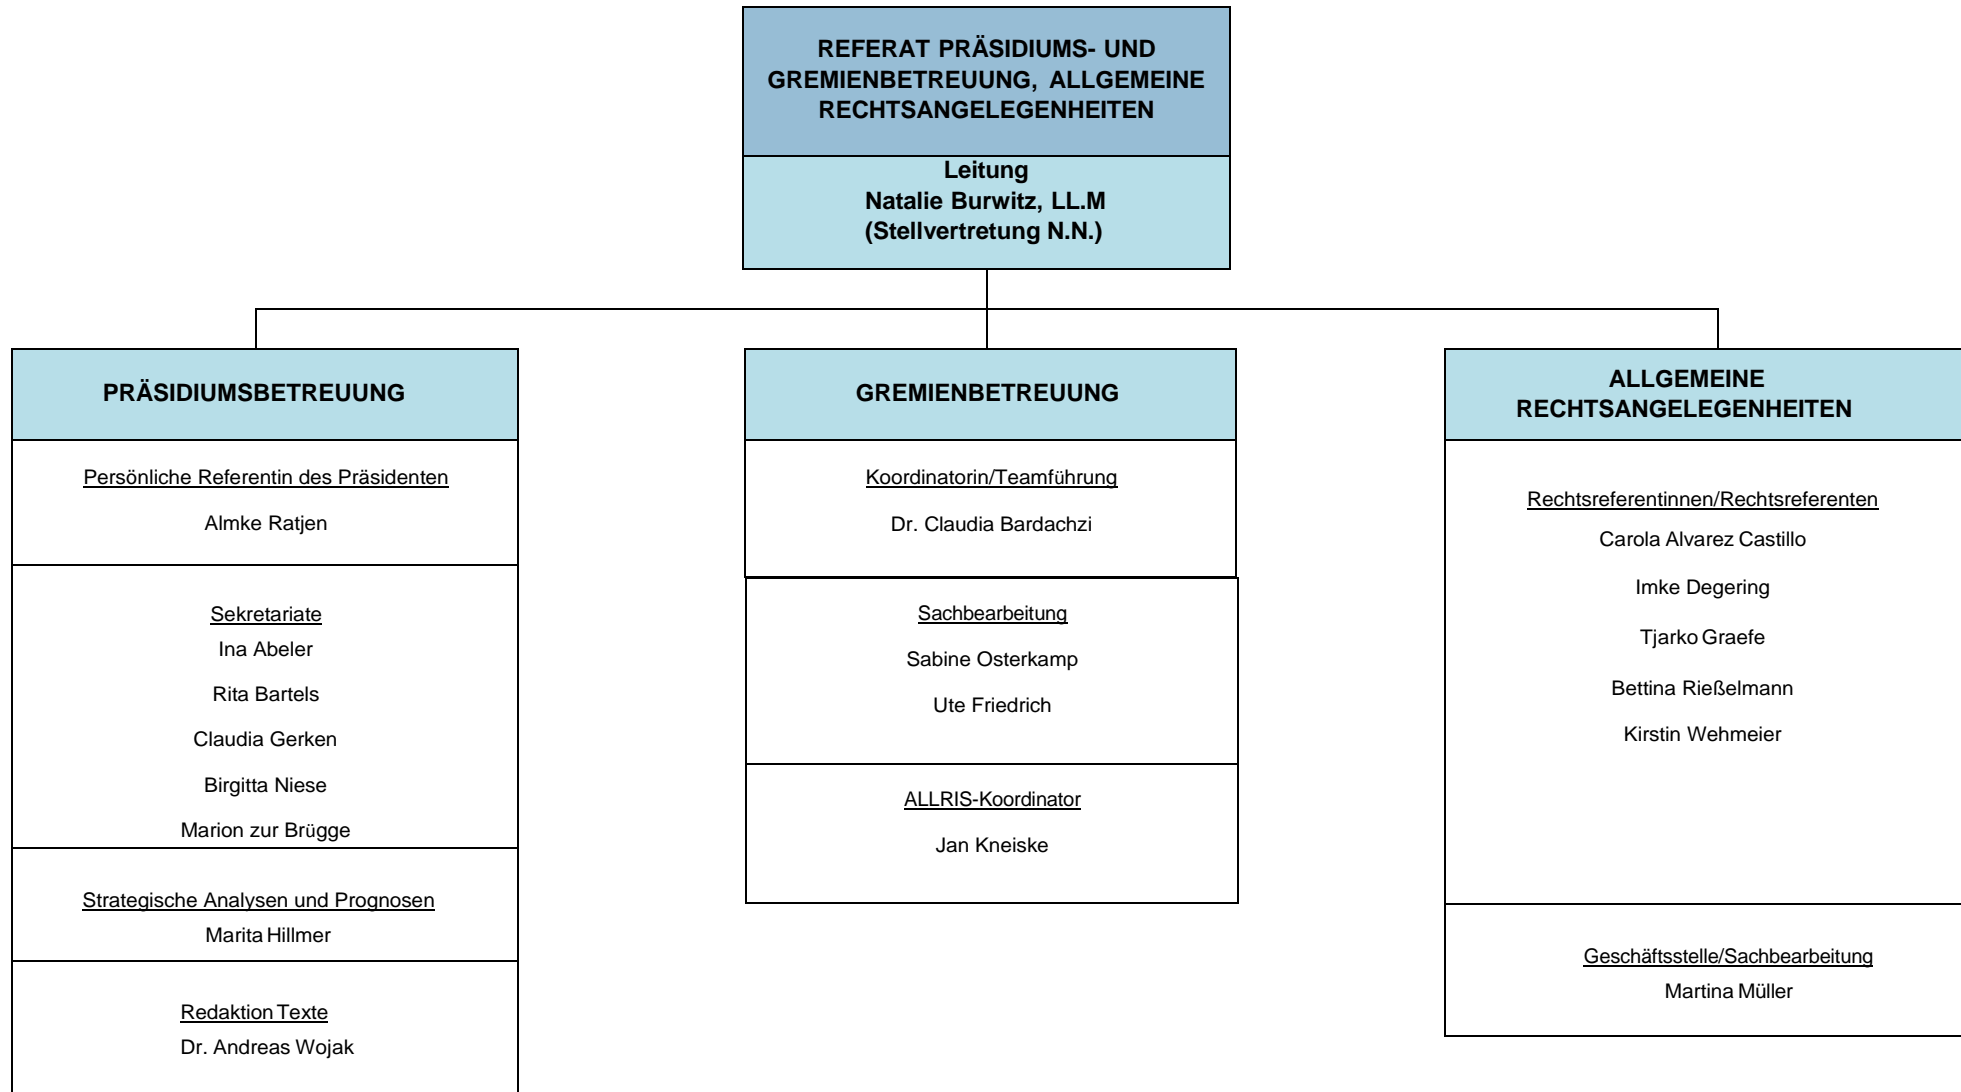 REFERAT PRÄSIDIUMS- UND
GREMIENBETREUUNG, ALLGEMEINE
RECHTSANGELEGENHEITEN
Leitung
Natalie Burwitz, LL.M
(Stellvertretung N.N.)
PRÄSIDIUMSBETREUUNG
Persönliche Referentin des Präsidenten
Almke Ratjen
Sekretariate
Ina Abeler
Rita Bartels
Claudia Gerken
Birgitta Niese
Marion zur Brügge
Strategische Analysen und Prognosen
Marita Hillmer
Redaktion Texte
Dr. Andreas Wojak
GREMIENBETREUUNG
Koordinatorin/Teamführung
Dr. Claudia Bardachzi
Sachbearbeitung
Sabine Osterkamp
Ute Friedrich
ALLRIS-Koordinator
Jan Kneiske
ALLGEMEINE
RECHTSANGELEGENHEITEN
Rechtsreferentinnen/Rechtsreferenten
Carola Alvarez Castillo
Imke Degering
Tjarko Graefe
Bettina Rießelmann
Kirstin Wehmeier
Geschäftsstelle/Sachbearbeitung
Martina Müller